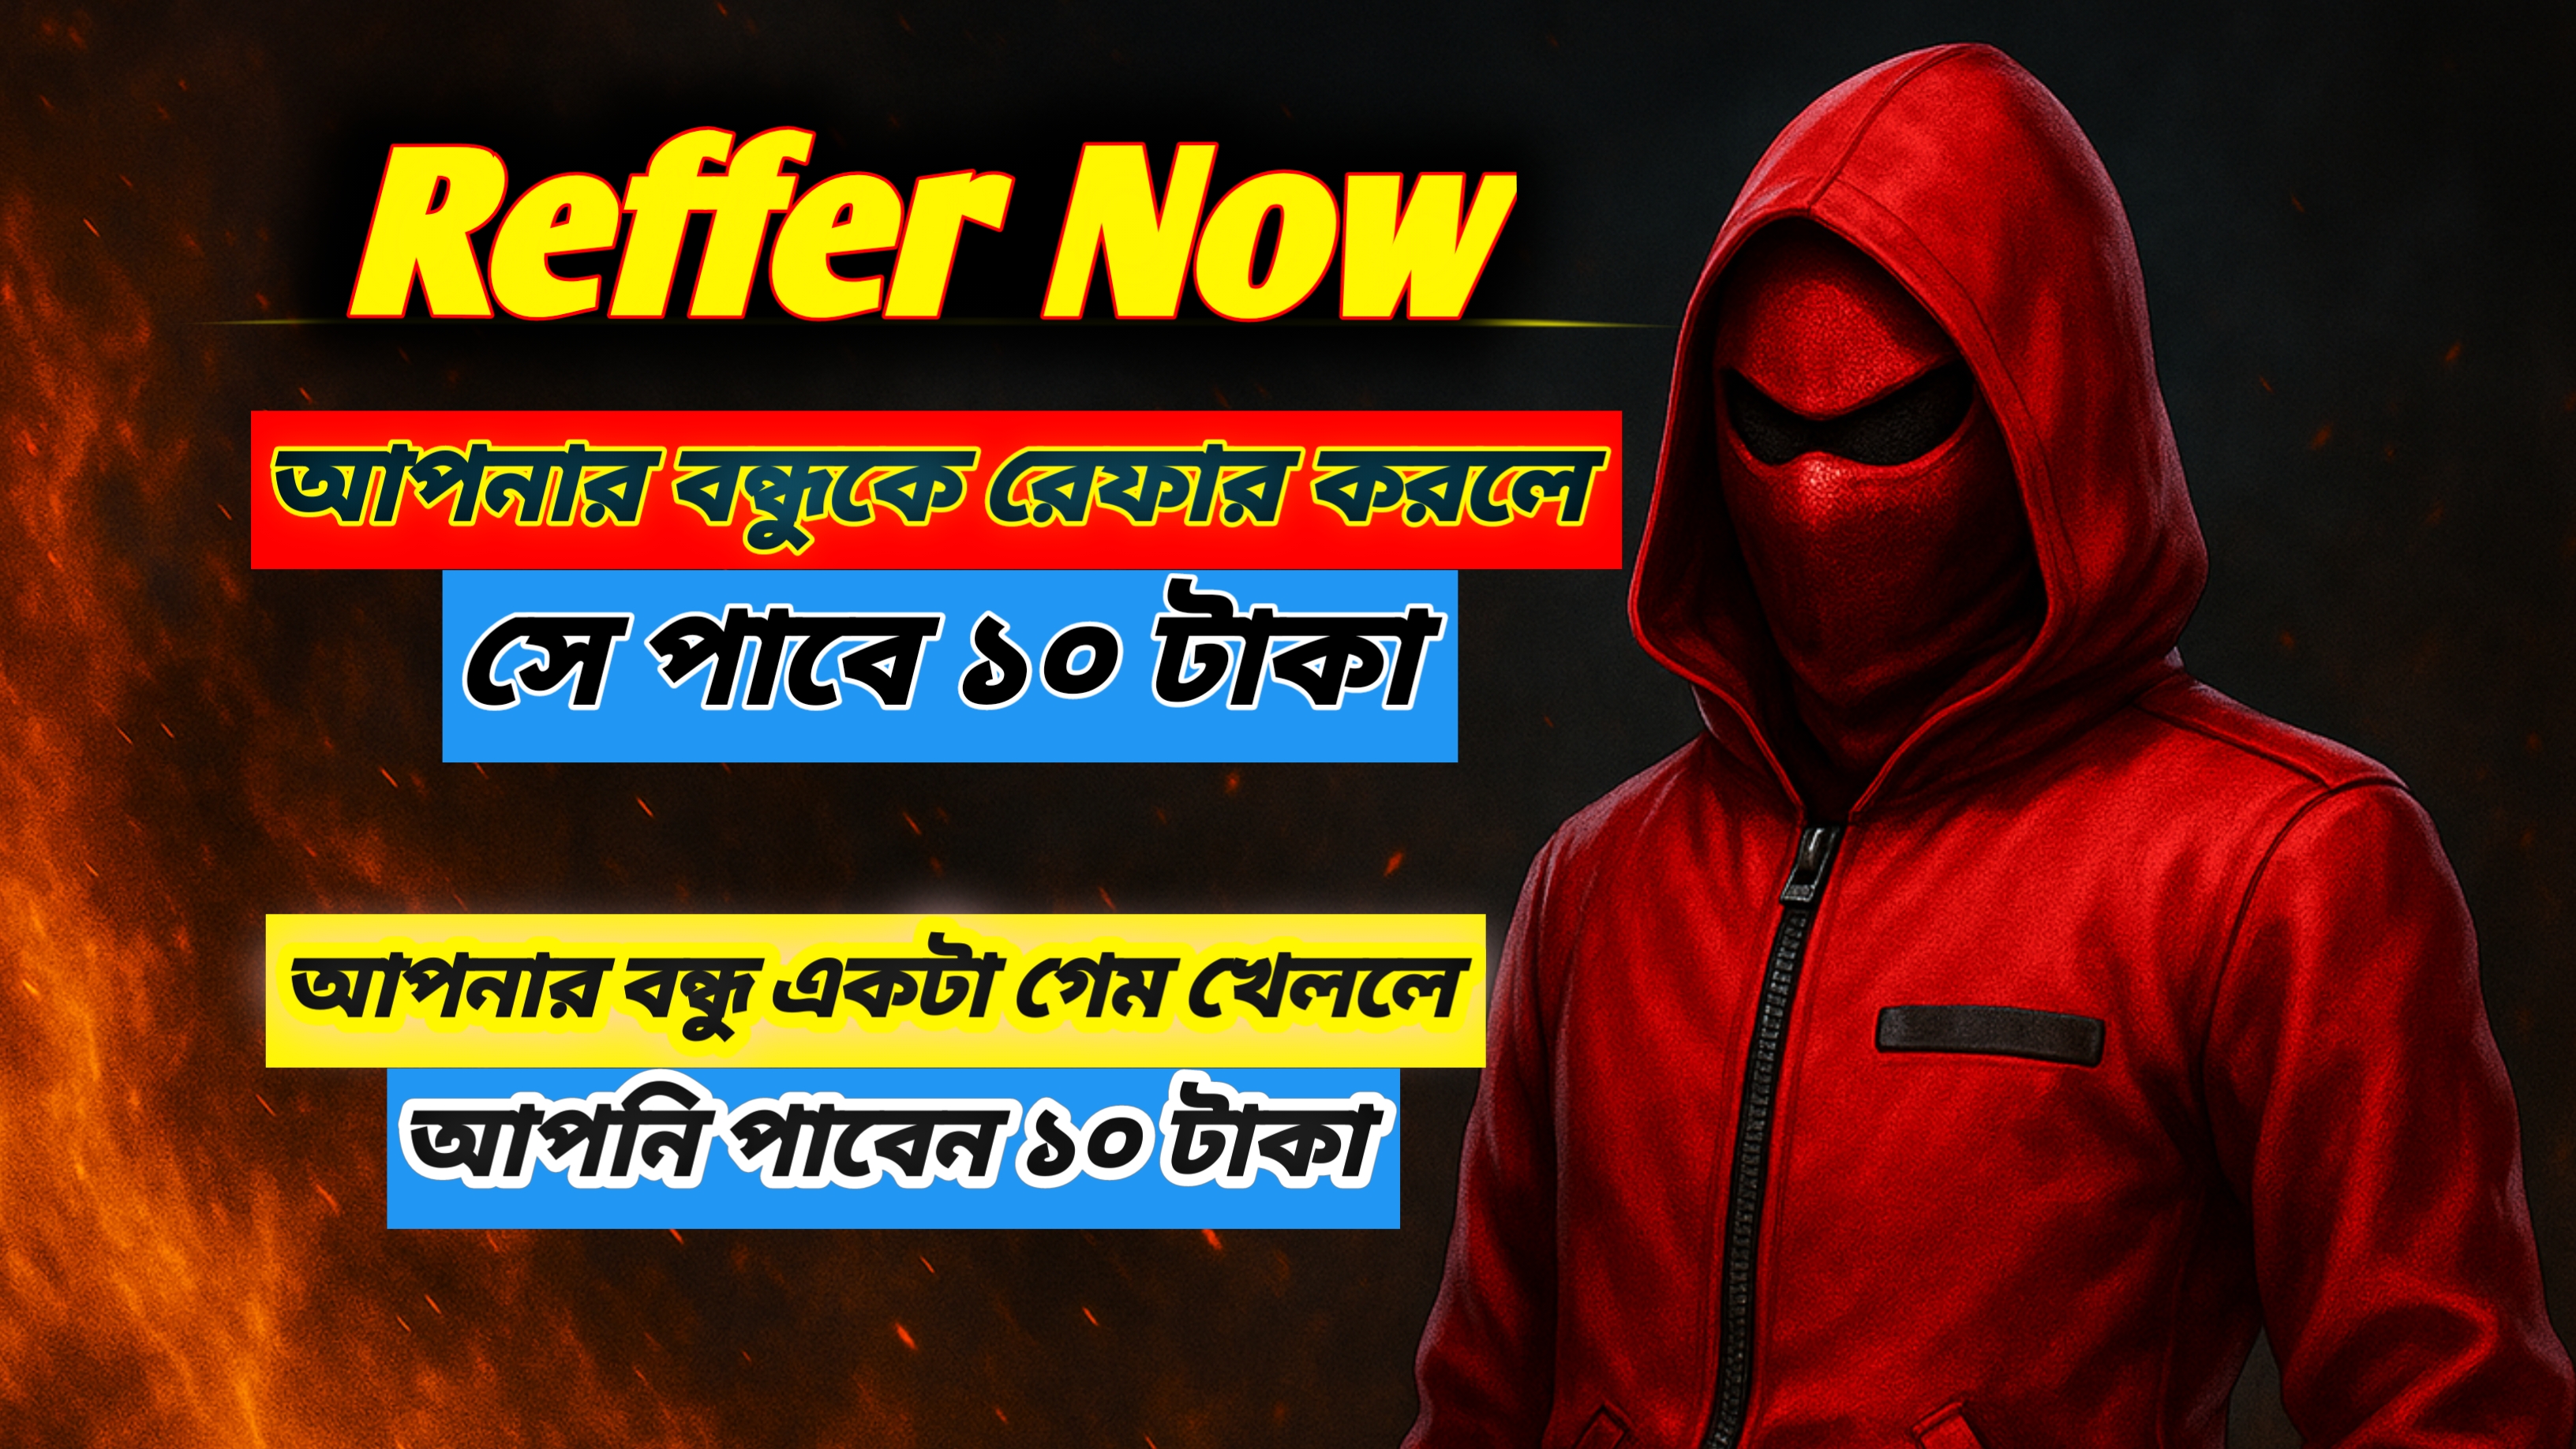 Reffer Now
আপনার বন্ধুকে রেফার করলে
সে পাবে ১০ টাকা
আপনার বন্ধু একটা গেম খেললে
আপনি পাবেন ১০ টাকা